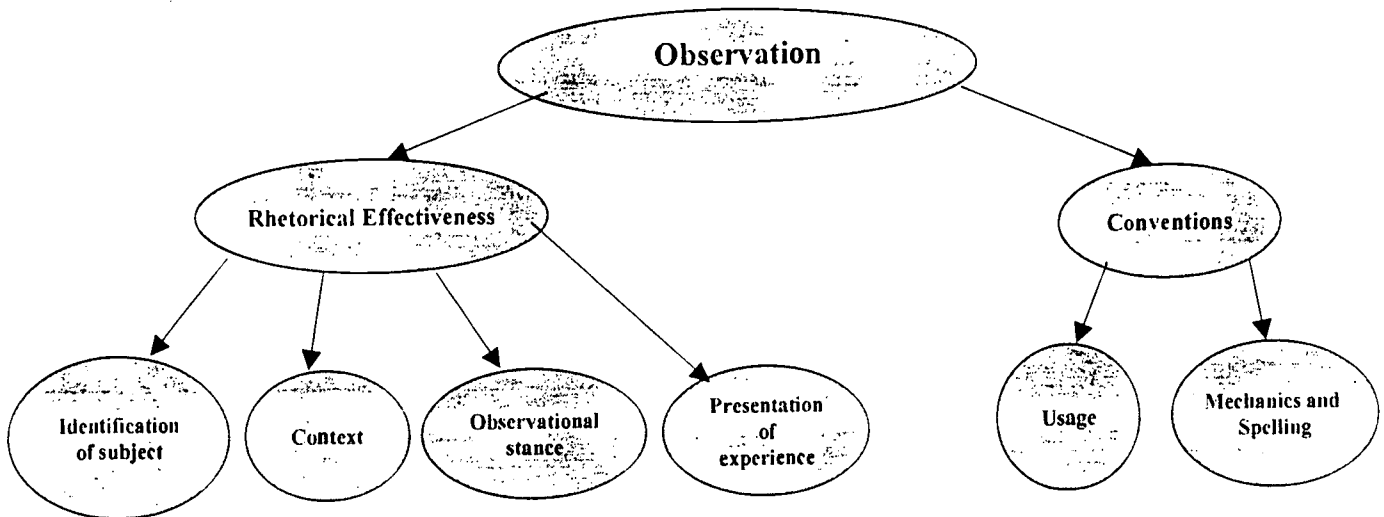 Observation
Rhetorical Effectiveness
Conventions
Identification
of subject
Context
Observational
stance
Presentation
of
experience
Usage
Mechanics and
Spelling